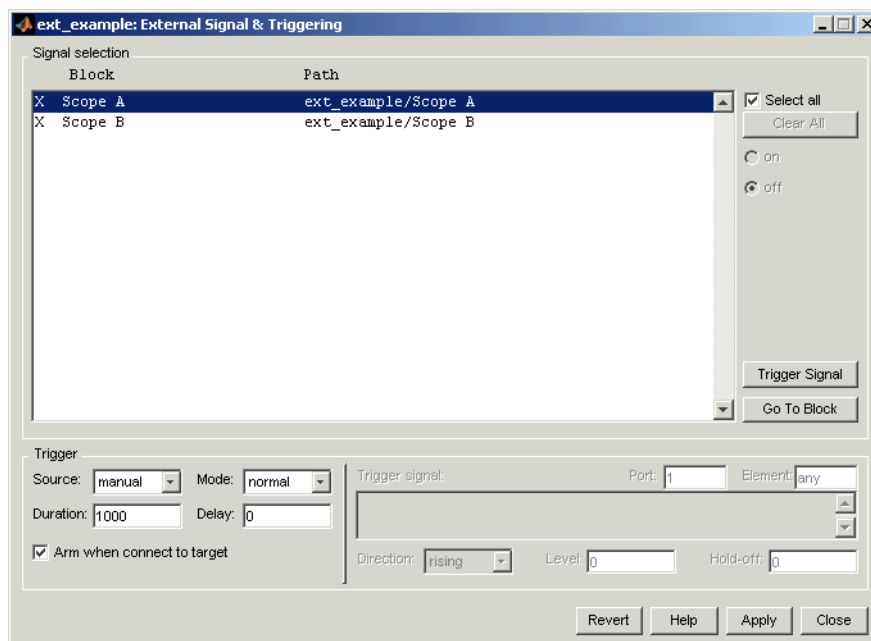 ext_example: External Signal & Triggering
Signal selection
Block Path
X Scope A ext_example/Scope A
X Scope B ext_example/Scope B
Select all
Clear All
on
off
Trigger Signal
Go To Block
Trigger
Source: manual Mode: normal
Duration: 1000 Delay: 0
Arm when connect to target
Trigger signal: Port: 1 Element: any
Direction: rising Level: 0 Hold-off: 0
Revert Help Apply Close